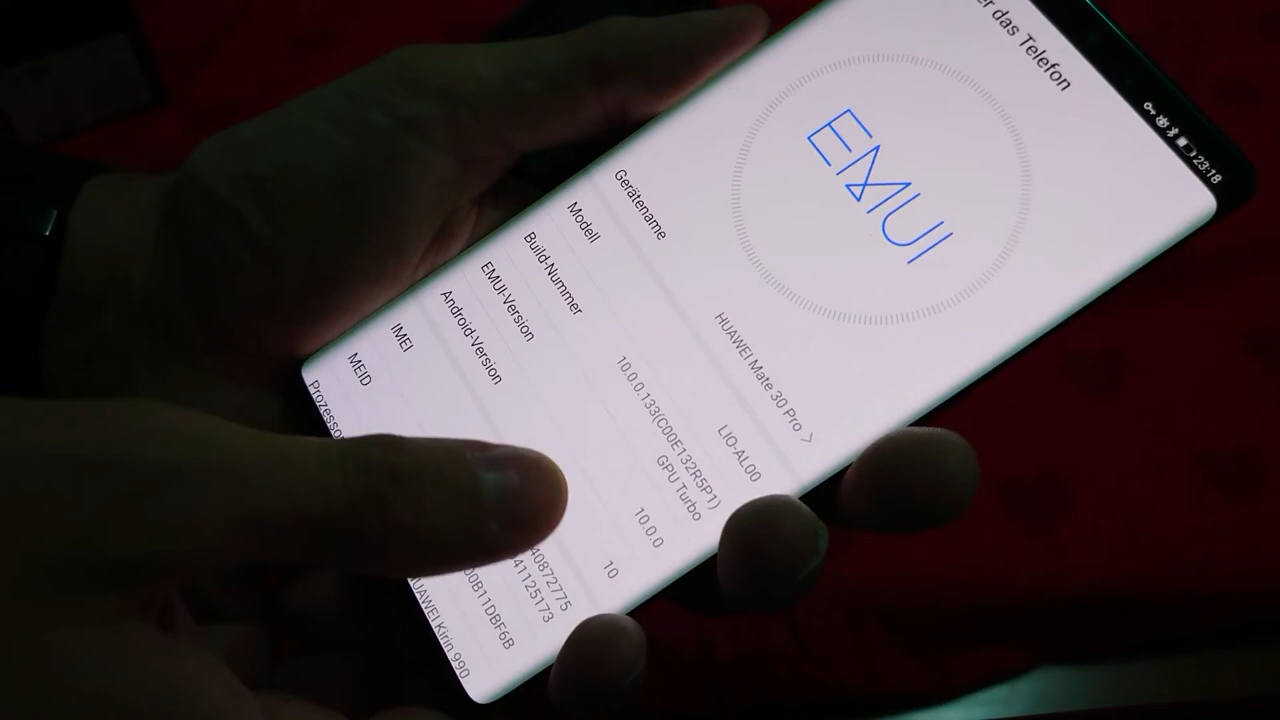 23:18
er das Telefon
EMUI
Gerätename HUAWEI Mate 30 Pro >
Modell LIO-AL00
Build-Nummer 10.0.0.133(C00E132R5P1)
GPU Turbo
EMUI-Version 10.0.0
Android-Version 10
IMEI 40872775
41125173
MEID 00B11DBF6B
Prozessor UAWEI Kirin 990